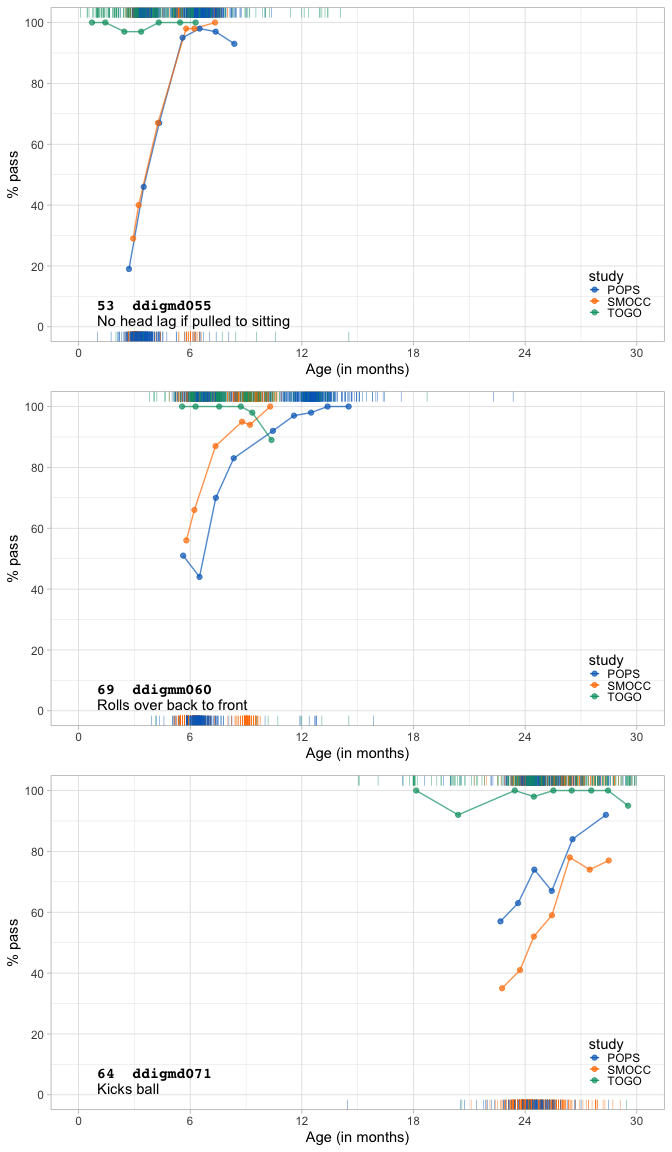 100
80
60
40
20
0
% pass
53 ddigmd055
No head lag if pulled to sitting
study
POPS
SMOCC
TOGO
0 6 12 18 24 30
Age (in months)
100
80
60
40
20
0
% pass
69 ddigmm060
Rolls over back to front
study
POPS
SMOCC
TOGO
0 6 12 18 24 30
Age (in months)
100
80
60
40
20
0
% pass
64 ddigmd071
Kicks ball
study
POPS
SMOCC
TOGO
0 6 12 18 24 30
Age (in months)